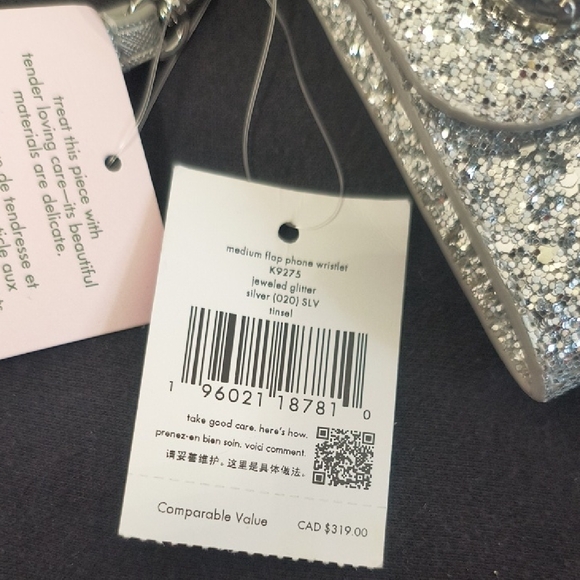 treat this piece with
tender loving care—its beautiful
materials are delicate.
de tendresse et
aux
medium flap phone wristlet
K9275
jeweled glitter
silver (020) SLV
tinsel
1 96021 18781 0
take good care. here's how.
prenez-en bien soin. voici comment.
请妥善维护。这里是具体做法。
Comparable Value CAD $319.00